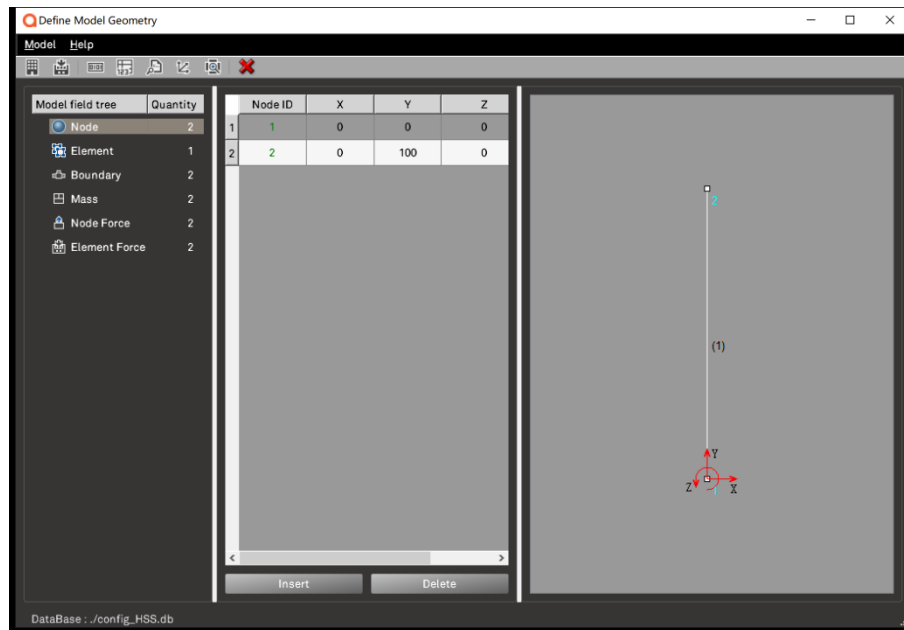 Define Model Geometry
Model Help
Model field tree Quantity
Node 2
Element 1
Boundary 2
Mass 2
Node Force 2
Element Force 2
Node ID X Y Z
1 1 0 0 0
2 2 0 100 0
Insert Delete
2
(1)
Y
Z 1 X
DataBase : ./config_HSS.db